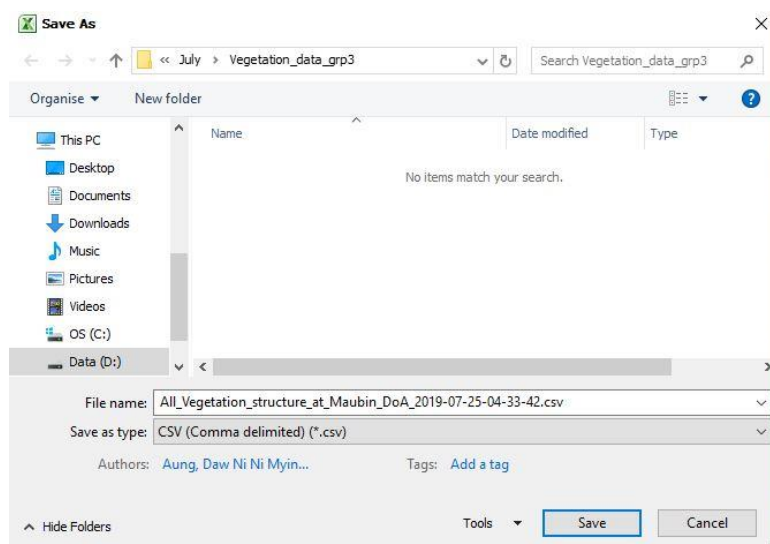 Save As
« July > Vegetation_data_grp3
Search Vegetation_data_grp3
Organise
New folder
Name
Date modified
Type
No items match your search.
This PC
Desktop
Documents
Downloads
Music
Pictures
Videos
OS (C:)
Data (D:)
File name: All_Vegetation_structure_at_Maubin_DoA_2019-07-25-04-33-42.csv
Save as type: CSV (Comma delimited) (*.csv)
Authors: Aung, Daw Ni Ni Myin...
Tags: Add a tag
Hide Folders
Tools
Save
Cancel